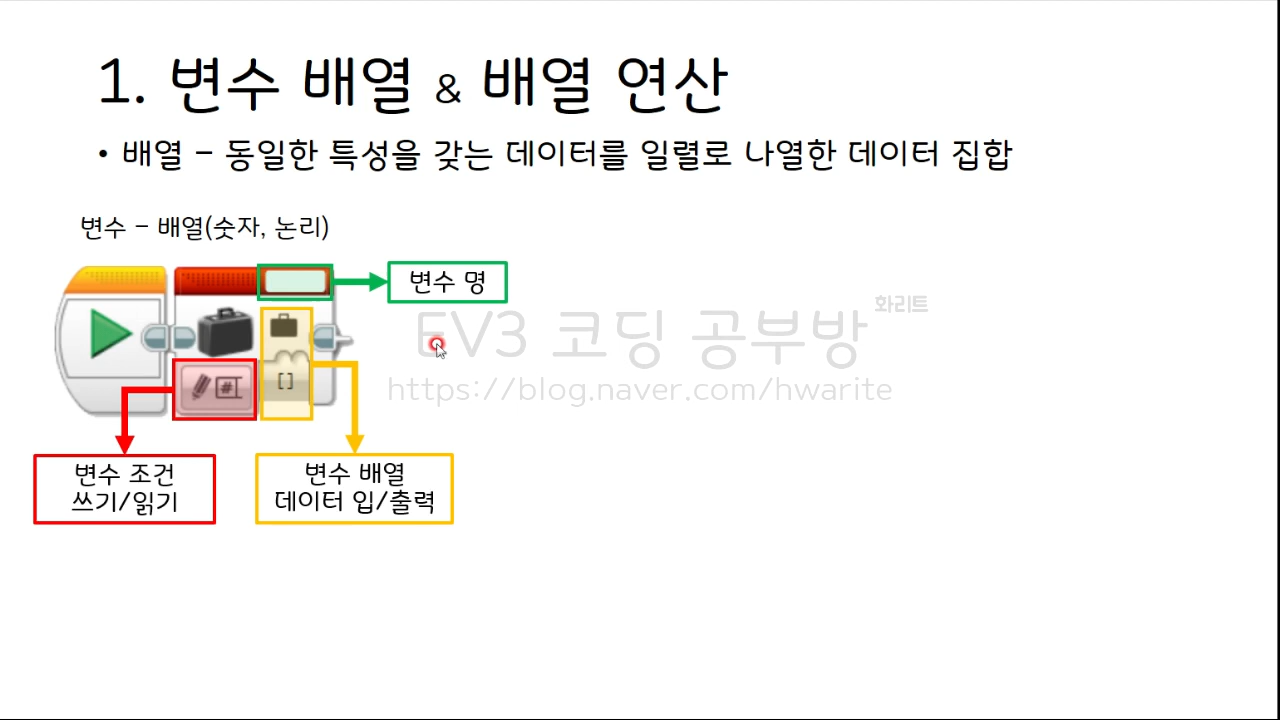 1. 변수 배열 & 배열 연산
• 배열 - 동일한 특성을 갖는 데이터를 일렬로 나열한 데이터 집합
변수 - 배열(숫자, 논리)
변수 명
화리트
EV3 코딩 공부방
https://blog.naver.com/hwarite
#
[]
변수 조건
쓰기/읽기
변수 배열
데이터 입/출력